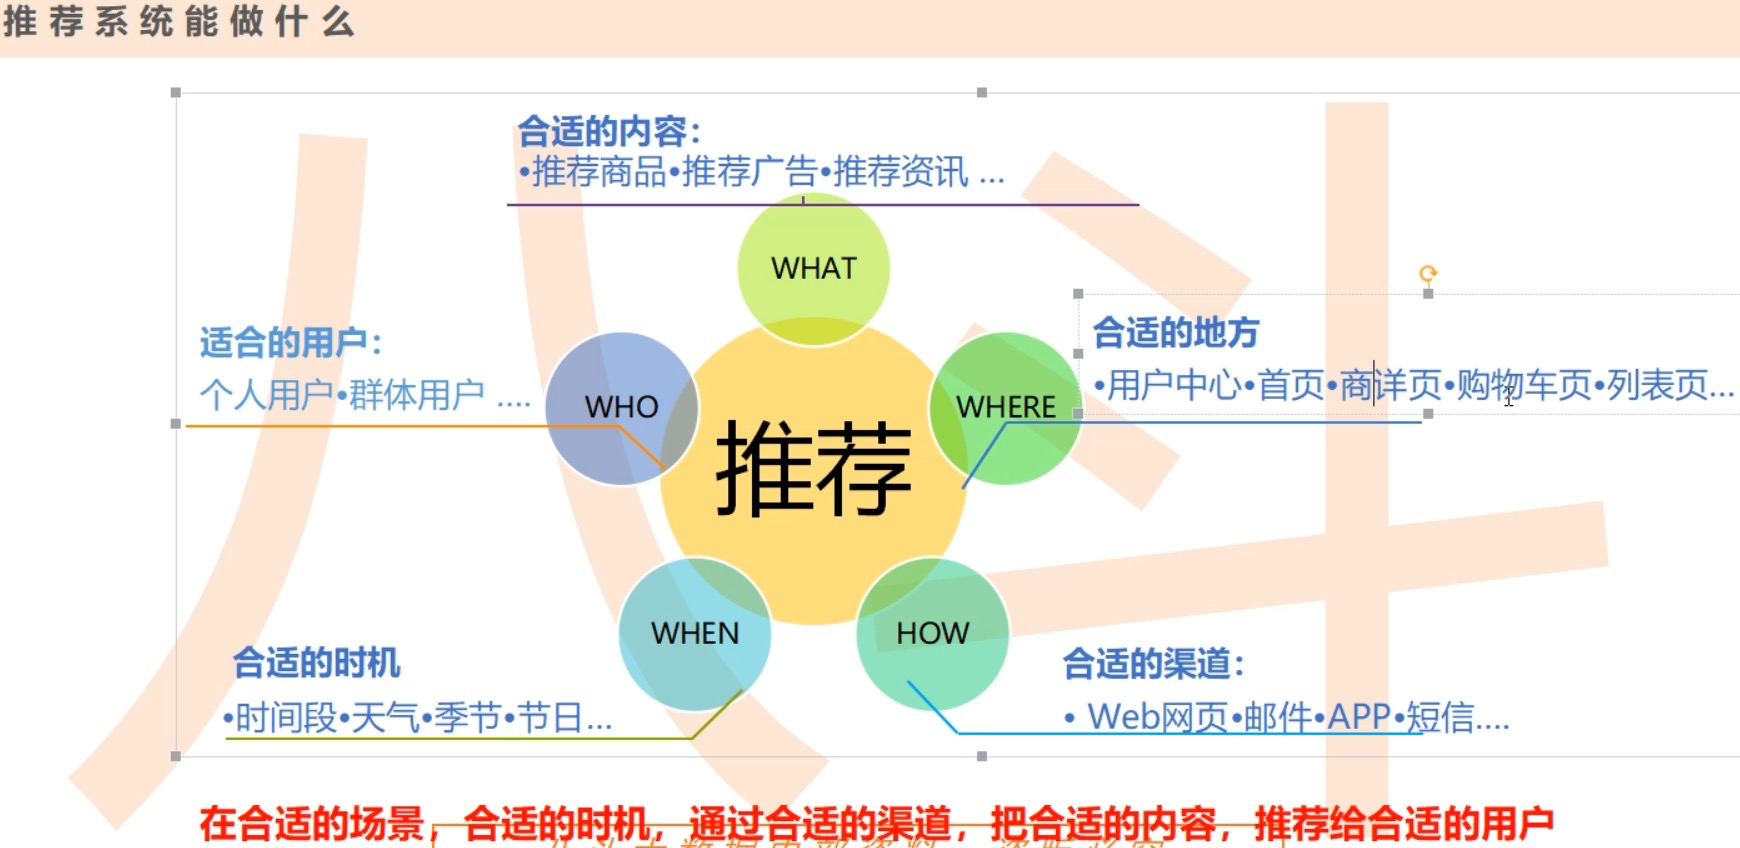 推荐系统能做什么
合适的内容：
•推荐商品•推荐广告•推荐资讯 ...
WHAT
适合的用户：
个人用户•群体用户 ....
WHO
推荐
WHERE
合适的地方
•用户中心•首页•商详页•购物车页•列表页...
WHEN
HOW
合适的时机
•时间段•天气•季节•节日...
合适的渠道：
• Web网页•邮件•APP•短信....
在合适的场景，合适的时机，通过合适的渠道，把合适的内容，推荐给合适的用户
八斗